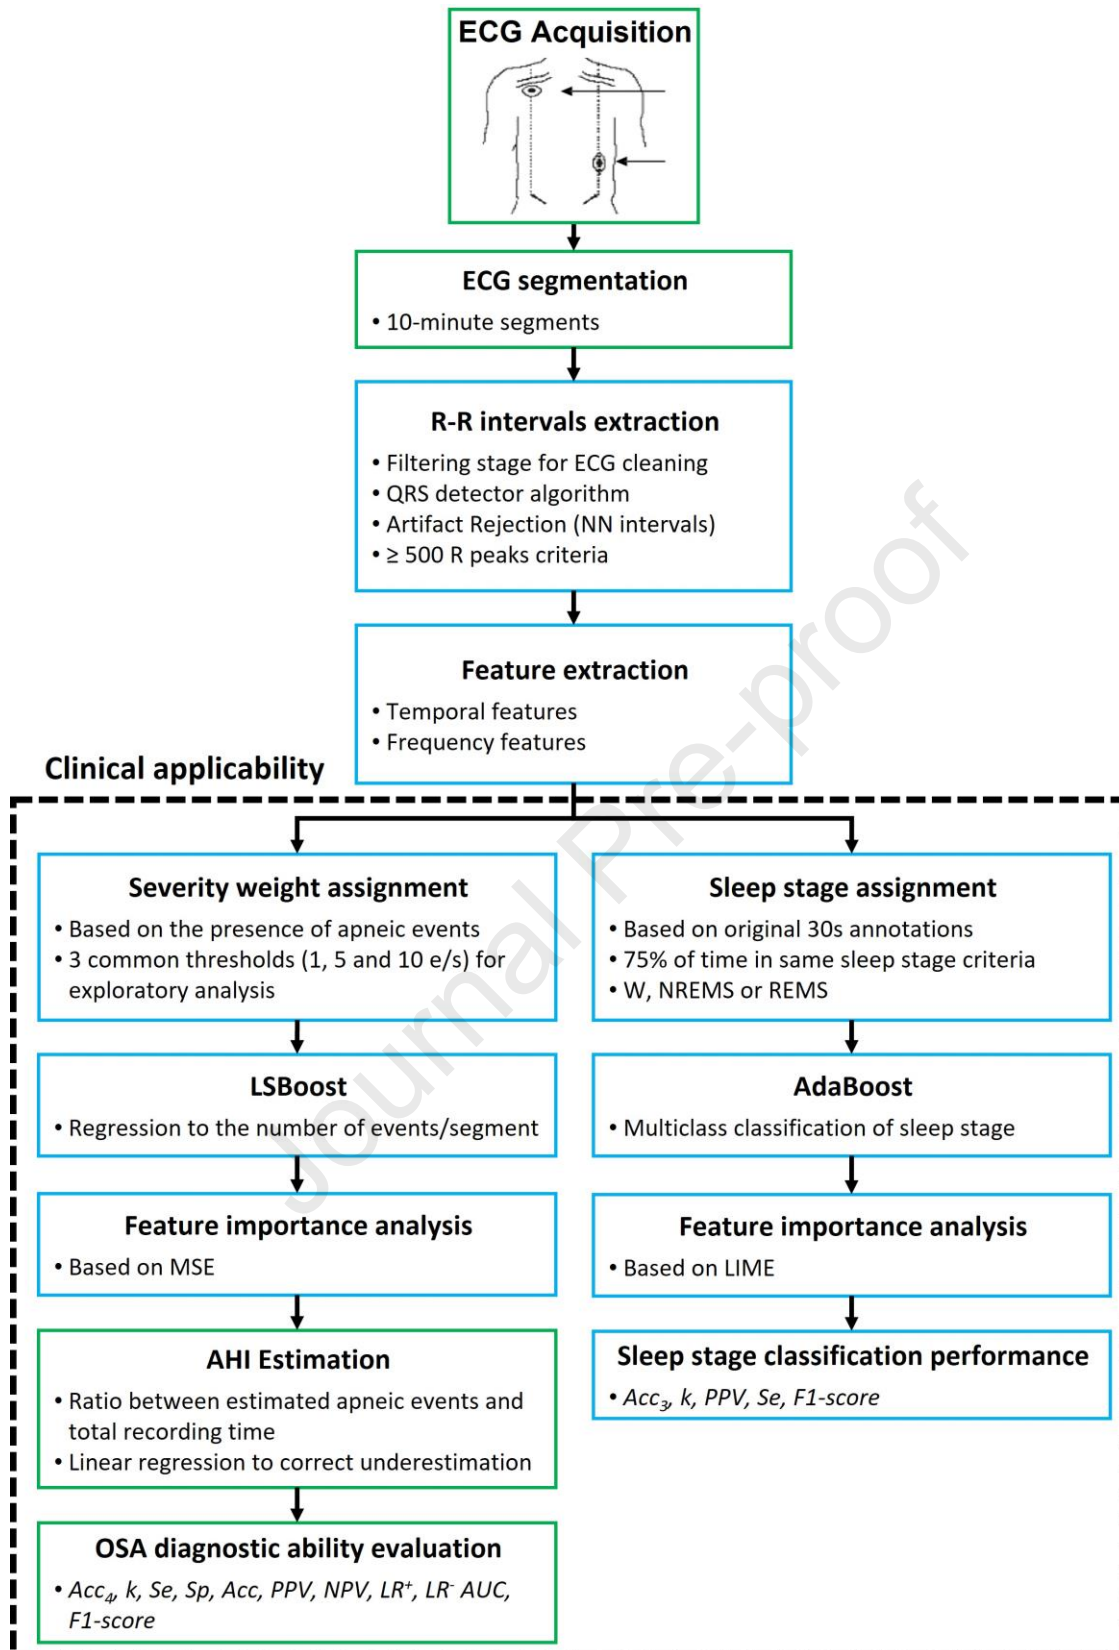 ECG Acquisition
ECG segmentation
• 10-minute segments
R-R intervals extraction
• Filtering stage for ECG cleaning
• QRS detector algorithm
• Artifact Rejection (NN intervals)
• ≥ 500 R peaks criteria
Feature extraction
• Temporal features
• Frequency features
Clinical applicability
Severity weight assignment
• Based on the presence of apneic events
• 3 common thresholds (1, 5 and 10 e/s) for
exploratory analysis
LSBoost
• Regression to the number of events/segment
Feature importance analysis
• Based on MSE
AHI Estimation
• Ratio between estimated apneic events and
total recording time
• Linear regression to correct underestimation
OSA diagnostic ability evaluation
• Acc₄, k, Se, Sp, Acc, PPV, NPV, LR⁺, LR⁻ AUC,
F1-score
Sleep stage assignment
• Based on original 30s annotations
• 75% of time in same sleep stage criteria
• W, NREMS or REMS
AdaBoost
• Multiclass classification of sleep stage
Feature importance analysis
• Based on LIME
Sleep stage classification performance
• Acc₃, k, PPV, Se, F1-score
Journal Pre-proof